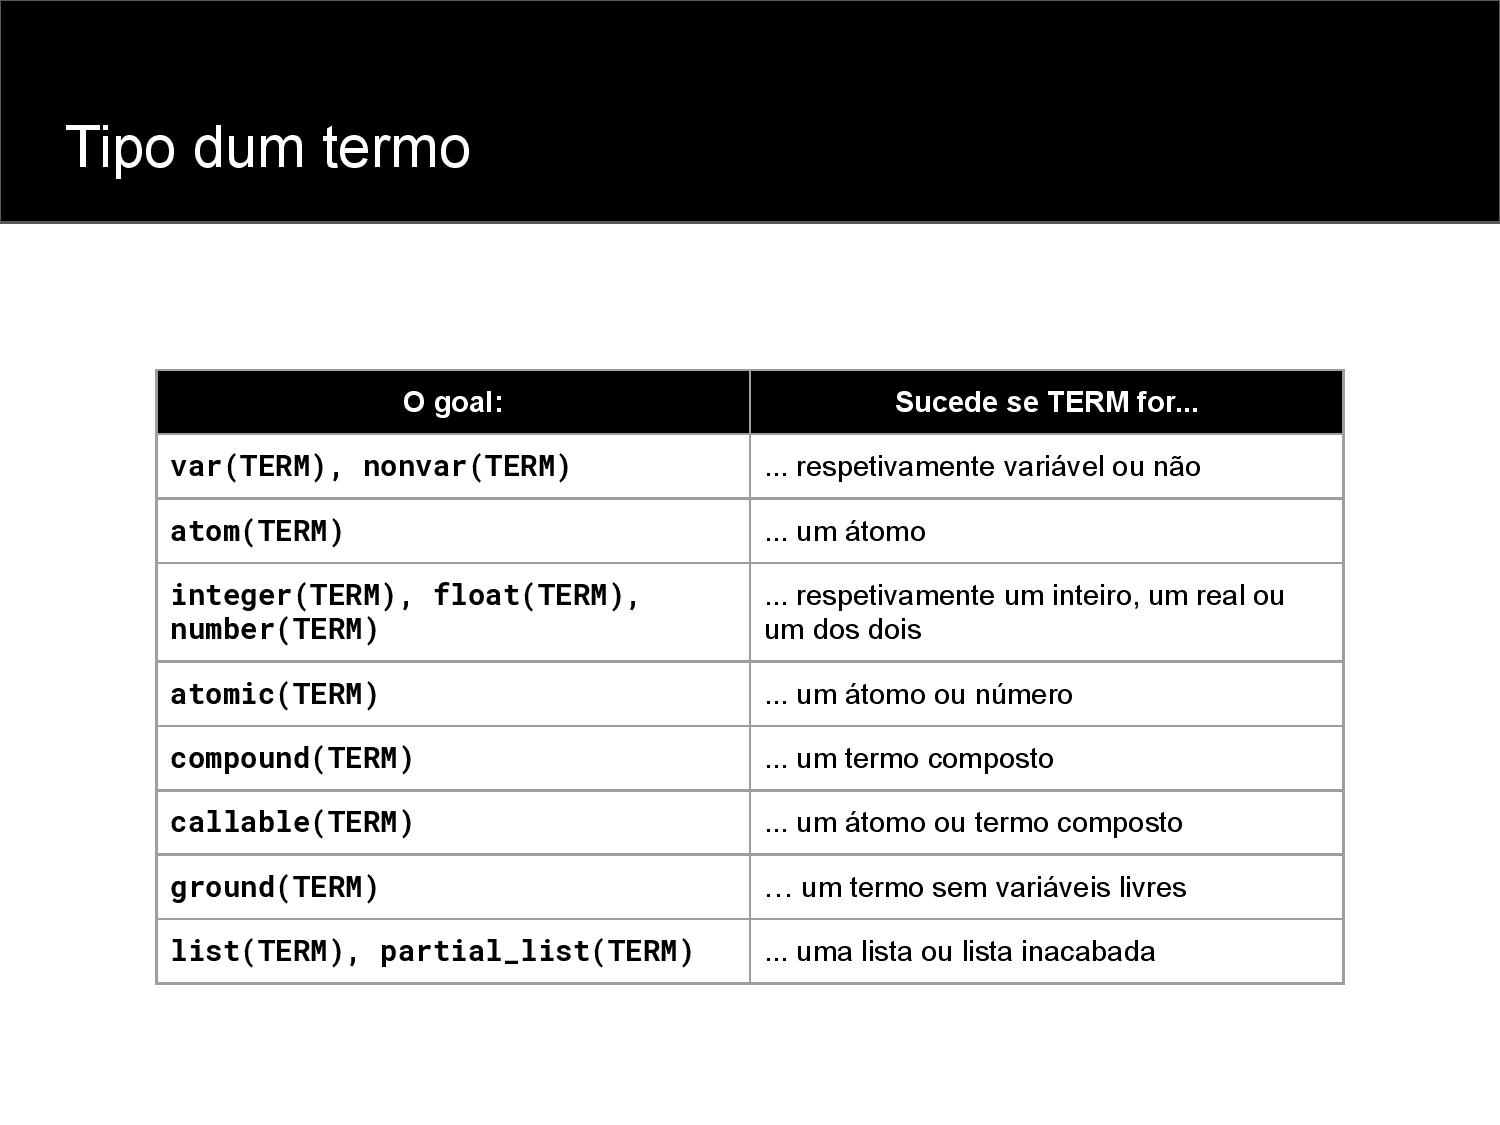 Tipo dum termo
O goal:
Sucede se TERM for...
var(TERM), nonvar(TERM)
... respetivamente variável ou não
atom(TERM)
... um átomo
integer(TERM), float(TERM),
number(TERM)
... respetivamente um inteiro, um real ou
um dos dois
atomic(TERM)
... um átomo ou número
compound(TERM)
... um termo composto
callable(TERM)
... um átomo ou termo composto
ground(TERM)
… um termo sem variáveis livres
list(TERM), partial_list(TERM)
... uma lista ou lista inacabada